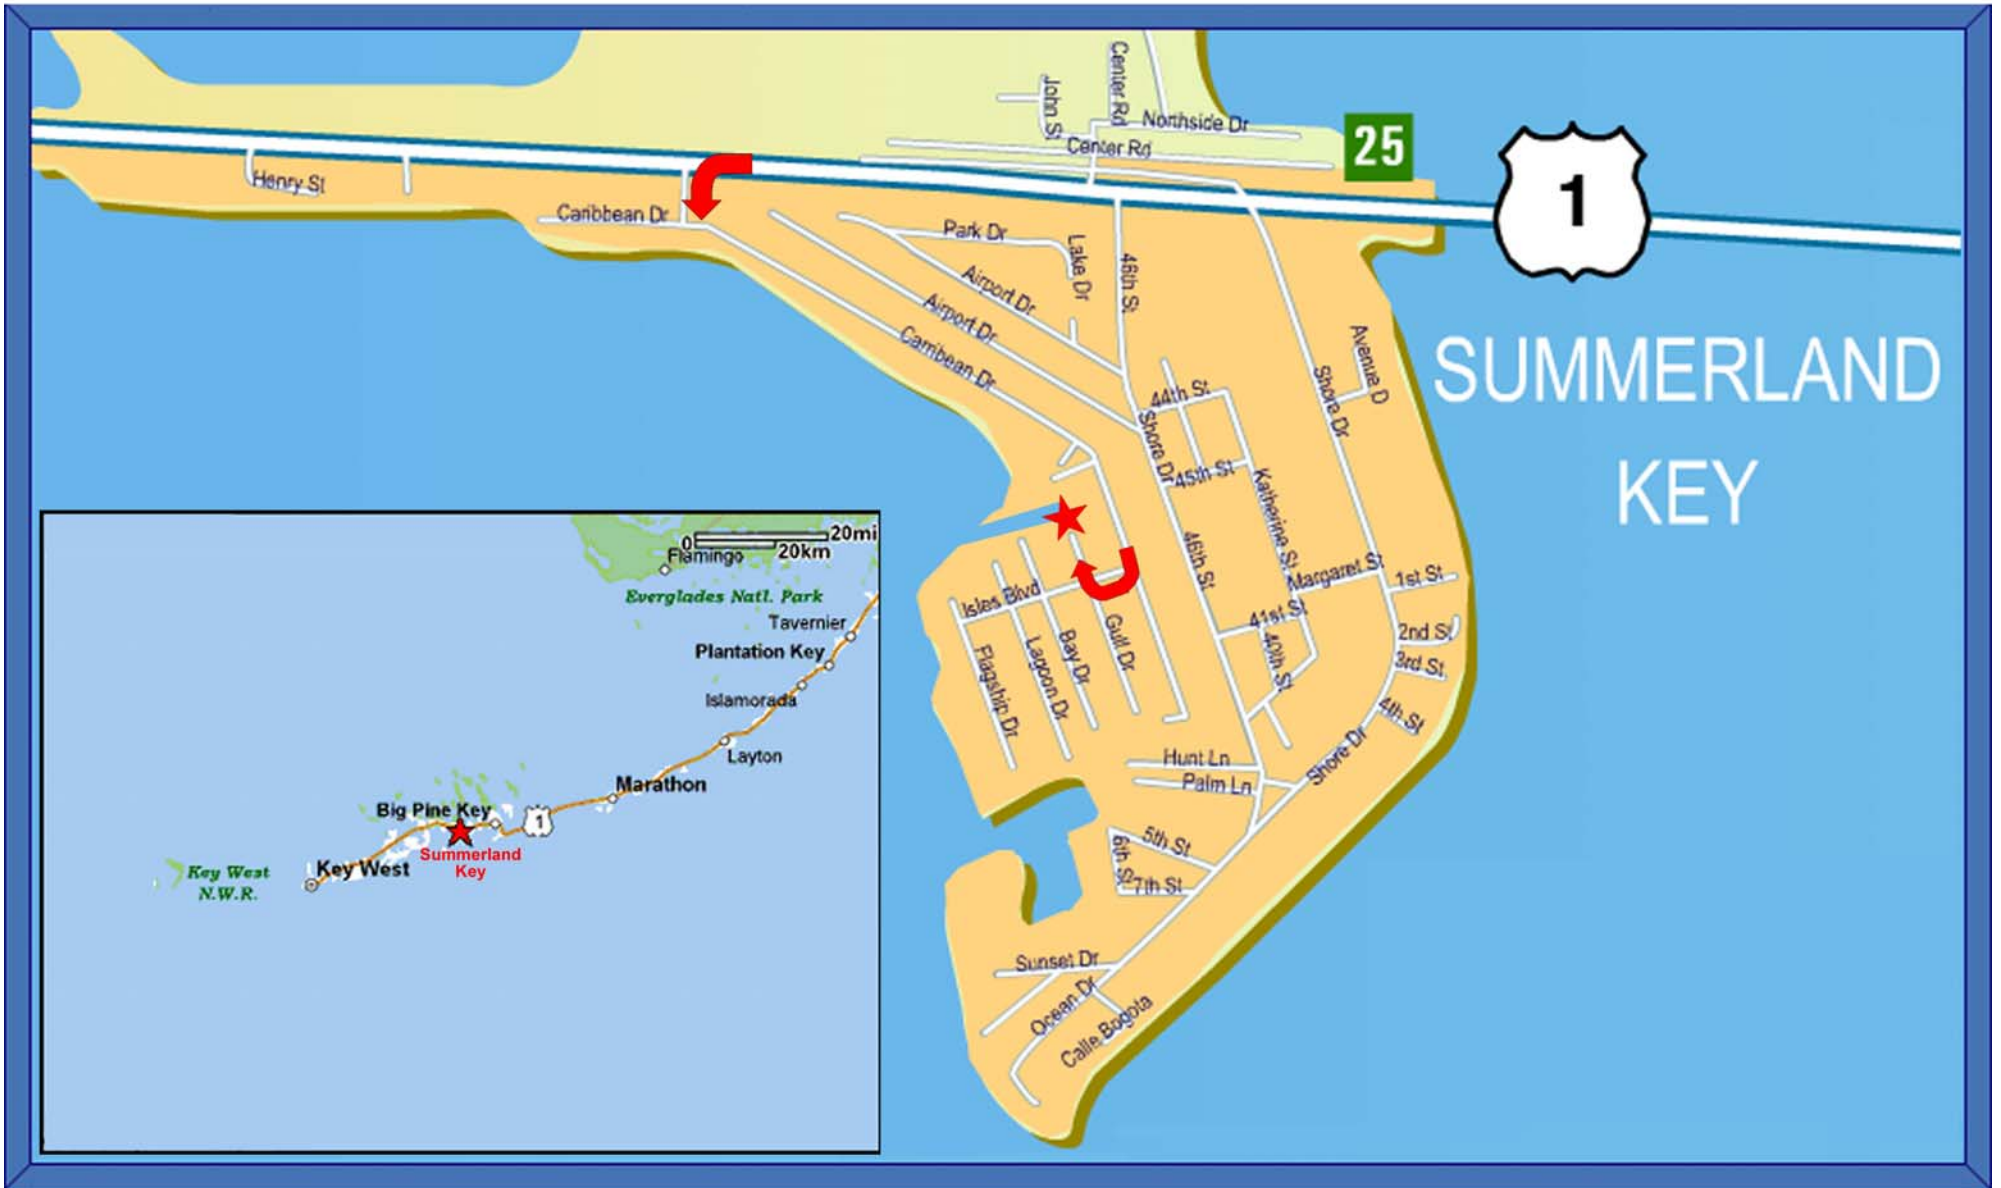 Center Rd
John St
Northside Dr
Center Rd
25
1
Henry St
Caribbean Dr
Park Dr
Lake Dr
46th St
Airport Dr
Airport Dr
Carribean Dr
Avenue D
Shore Dr
SUMMERLAND
KEY
44th St
Shore Dr
45th St
Katherine St
46th St
Margaret St
1st St
Isles Blvd
41st St
40th St
2nd St
3rd St
4th St
Gull Dr
Bay Dr
Lagoon Dr
Flagship Dr
Hunt Ln
Palm Ln
Shore Dr
5th St
6th St
7th St
Sunset Dr
Ocean Dr
Calle Bogota
0
20mi
20km
Flamingo
Everglades Natl. Park
Tavernier
Plantation Key
Islamorada
Layton
Marathon
Big Pine Key
1
Summerland
Key
Key West
Key West
N.W.R.